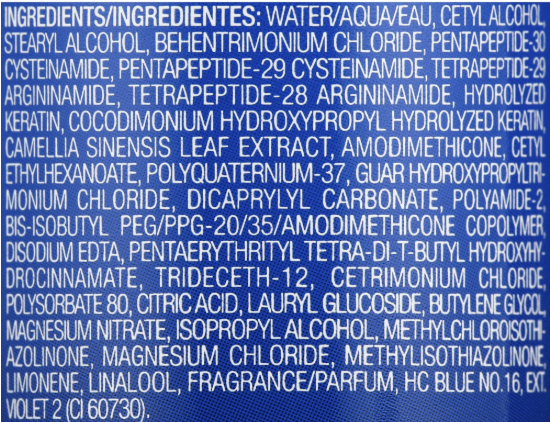 INGREDIENTS/INGREDIENTES: WATER/AQUA/EAU, CETYL ALCOHOL,
STEARYL ALCOHOL, BEHENTRIMONIUM CHLORIDE, PENTAPEPTIDE-30
CYSTEINAMIDE, PENTAPEPTIDE-29 CYSTEINAMIDE, TETRAPEPTIDE-29
ARGININAMIDE, TETRAPEPTIDE-28 ARGININAMIDE, HYDROLYZED
KERATIN, COCODIMONIUM HYDROXYPROPYL HYDROLYZED KERATIN,
CAMELLIA SINENSIS LEAF EXTRACT, AMODIMETHICONE, CETYL
ETHYLHEXANOATE, POLYQUATERNIUM-37, GUAR HYDROXYPROPYLTRI-
MONIUM CHLORIDE, DICAPRYLYL CARBONATE, POLYAMIDE-2,
BIS-ISOBUTYL PEG/PPG-20/35/AMODIMETHICONE COPOLYMER,
DISODIUM EDTA, PENTAERYTHRITYL TETRA-DI-T-BUTYL HYDROXYHY-
DROCINNAMATE, TRIDECETH-12, CETRIMONIUM CHLORIDE,
POLYSORBATE 80, CITRIC ACID, LAURYL GLUCOSIDE, BUTYLENE GLYCOL,
MAGNESIUM NITRATE, ISOPROPYL ALCOHOL, METHYLCHLOROISOTHI-
AZOLINONE, MAGNESIUM CHLORIDE, METHYLISOTHIAZOLINONE,
LIMONENE, LINALOOL, FRAGRANCE/PARFUM, HC BLUE NO.16, EXT.
VIOLET 2 (CI 60730).